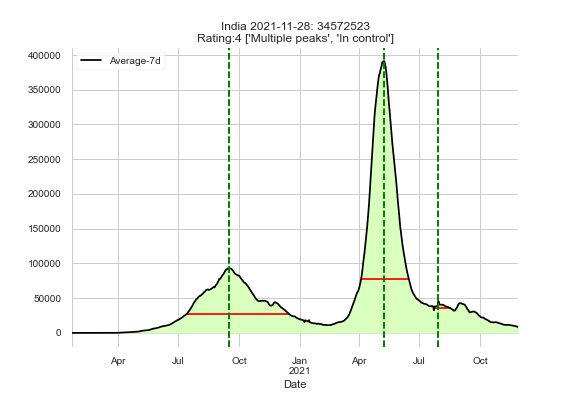 India 2021-11-28: 34572523
Rating:4 ['Multiple peaks', 'In control']
Average-7d
400000
350000
300000
250000
200000
150000
100000
50000
0
Apr Jul Oct Jan Apr Jul Oct
2021
Date